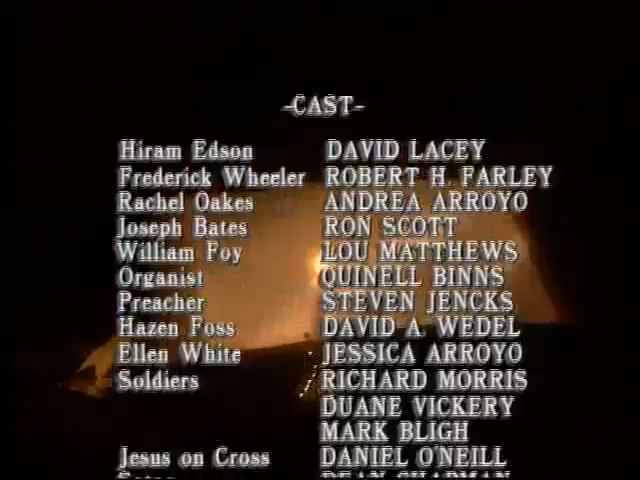 -CAST-
Hiram Edson DAVID LACEY
Frederick Wheeler ROBERT H. FARLEY
Rachel Oakes ANDREA ARROYO
Joseph Bates RON SCOTT
William Foy LOU MATTHEWS
Organist QUINELL BINNS
Preacher STEVEN JENCKS
Hazen Foss DAVID A. WEDEL
Ellen White JESSICA ARROYO
Soldiers RICHARD MORRIS
DUANE VICKERY
MARK BLIGH
Jesus on Cross DANIEL O'NEILL